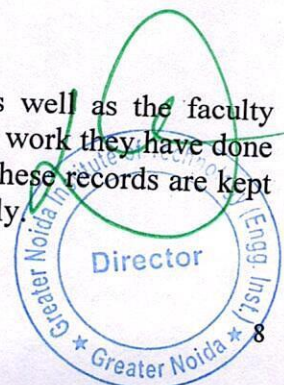 s well as the faculty
work they have done
hese records are kept
ly.
Greater Noida Institute of Technology (Engg. Inst.)
Director
★ Greater Noida ★
8